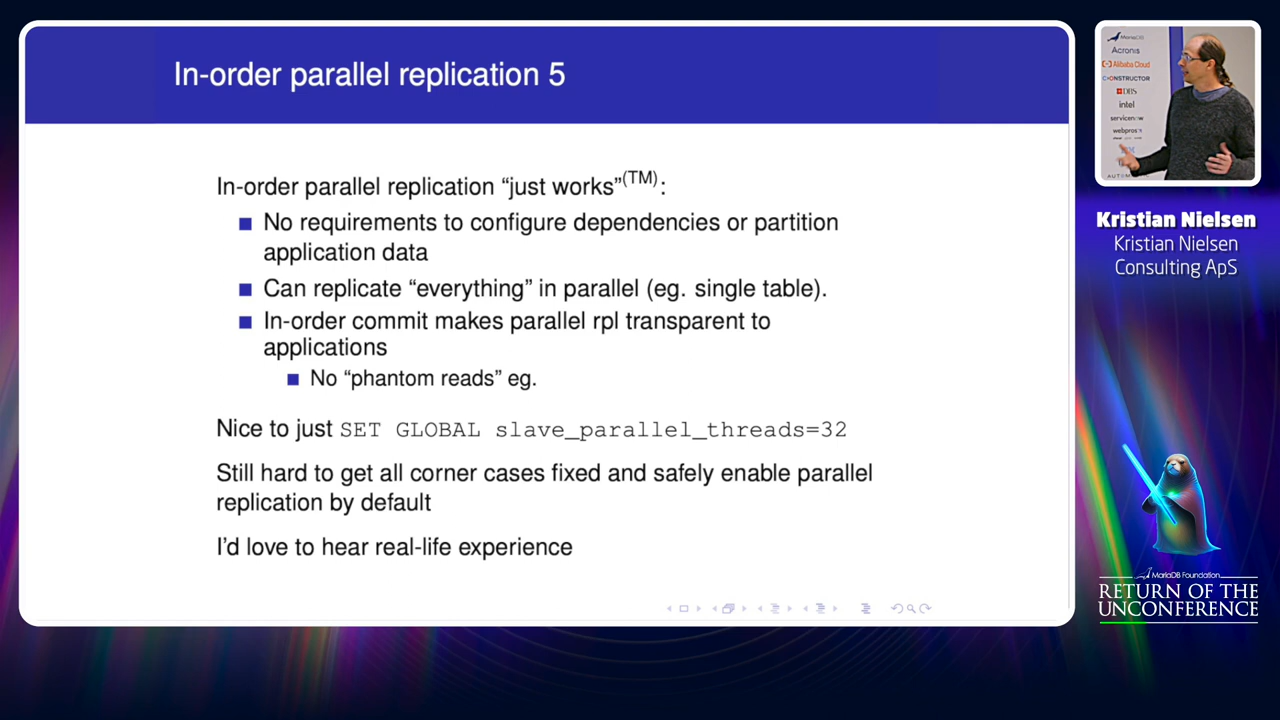 In-order parallel replication 5
In-order parallel replication “just works”(TM):
No requirements to configure dependencies or partition
application data
Can replicate “everything” in parallel (eg. single table).
In-order commit makes parallel rpl transparent to
applications
No “phantom reads” eg.
Nice to just SET GLOBAL slave_parallel_threads=32
Still hard to get all corner cases fixed and safely enable parallel
replication by default
I’d love to hear real-life experience
MariaDB
Acronis
Alibaba Cloud
CONSTRUCTOR
DBS
intel
servicenow
webpros
Kristian Nielsen
Kristian Nielsen
Consulting ApS
MariaDB Foundation
RETURN OF THE
UNCONFERENCE